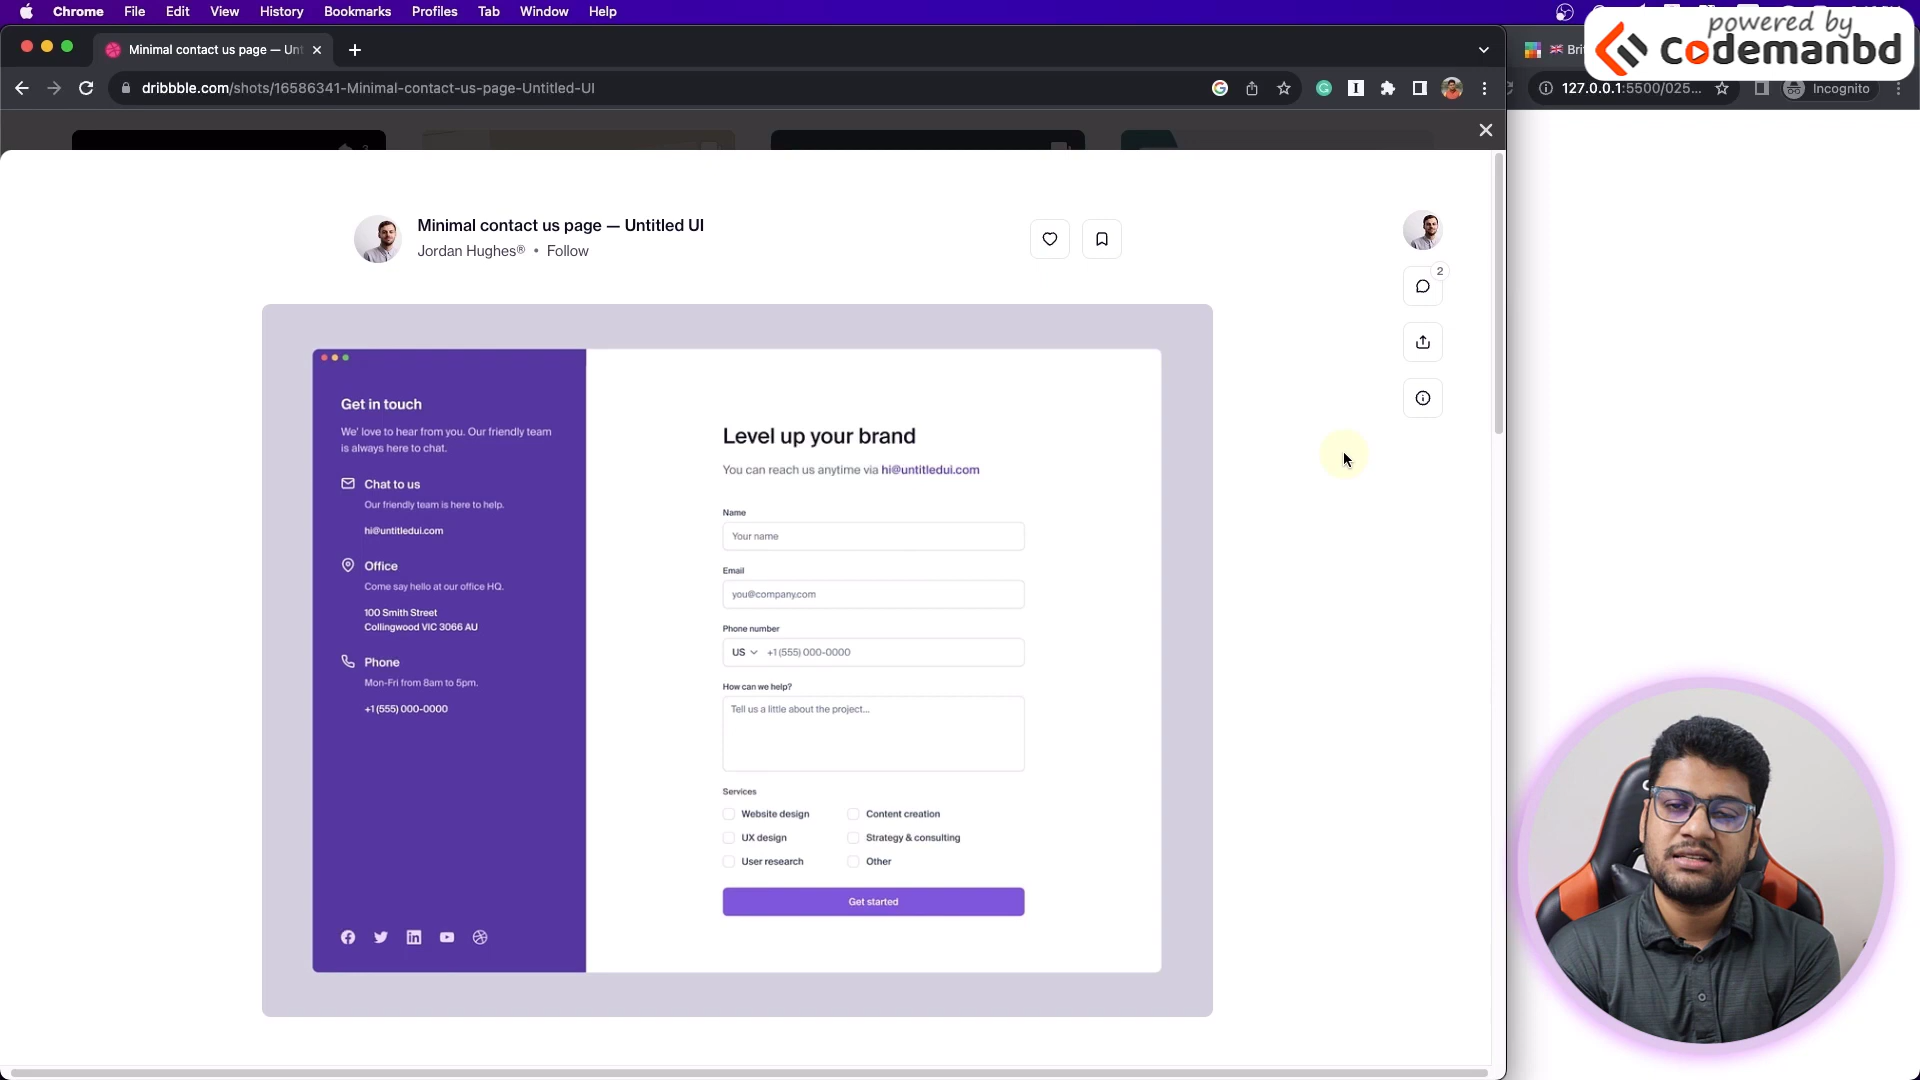 Chrome File Edit View History Bookmarks Profiles Tab Window Help
powered by
Codemanbd
Minimal contact us page — Unt
Bri
dribbble.com/shots/16586341-Minimal-contact-us-page-Untitled-UI
127.0.0.1:5500/025...
Incognito
Minimal contact us page — Untitled UI
Jordan Hughes® • Follow
2
Get in touch
We' love to hear from you. Our friendly team
is always here to chat.
Chat to us
Our friendly team is here to help.
hi@untitledui.com
Office
Come say hello at our office HQ.
100 Smith Street
Collingwood VIC 3066 AU
Phone
Mon-Fri from 8am to 5pm.
+1 (555) 000-0000
Level up your brand
You can reach us anytime via hi@untitledui.com
Name
Your name
Email
you@company.com
Phone number
US +1 (555) 000-0000
How can we help?
Tell us a little about the project...
Services
Website design Content creation
UX design Strategy & consulting
User research Other
Get started